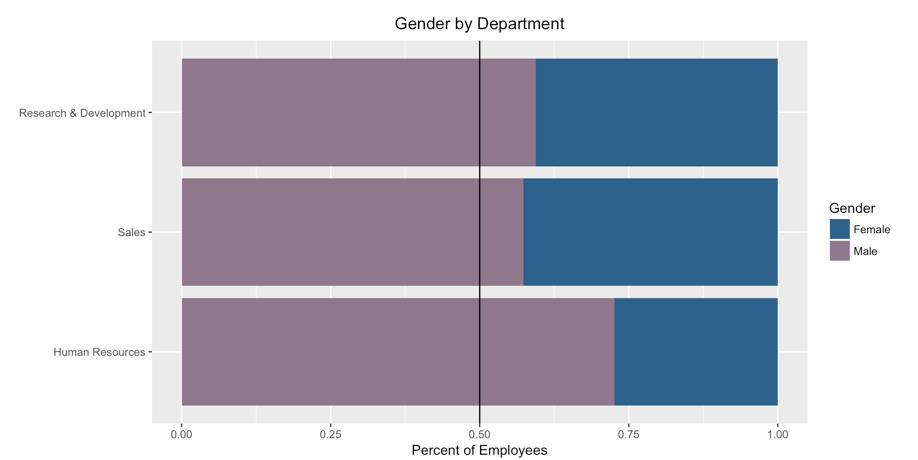 Gender by Department
Research & Development
Sales
Human Resources
0.00 0.25 0.50 0.75 1.00
Percent of Employees
Gender
Female
Male